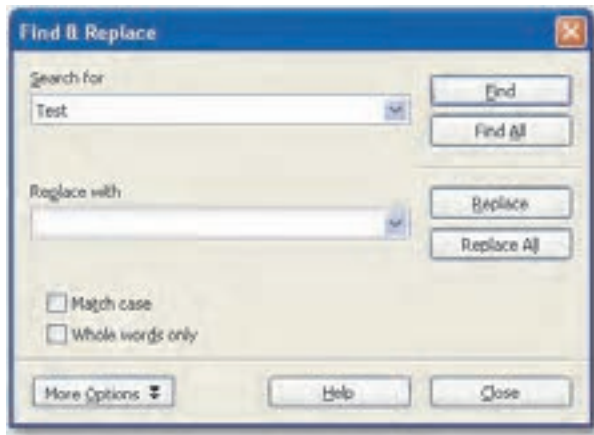 Find & Replace
Search for
Test
Find
Find All
Replace with
Replace
Replace All
Match case
Whole words only
More Options
Help
Close